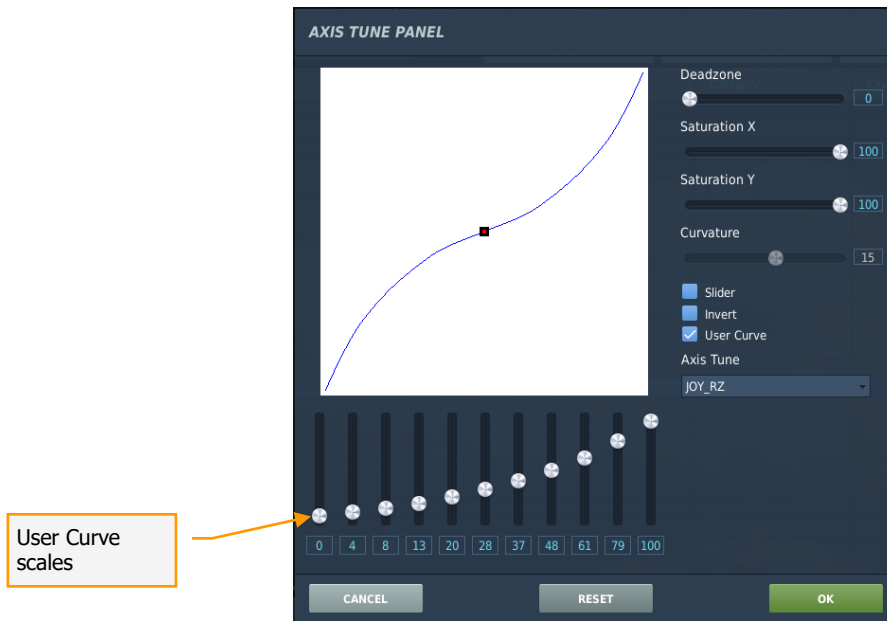 AXIS TUNE PANEL
Deadzone
0
Saturation X
100
Saturation Y
100
Curvature
15
Slider
Invert
User Curve
Axis Tune
JOY_RZ
User Curve
scales
0 4 8 13 20 28 37 48 61 79 100
CANCEL RESET OK